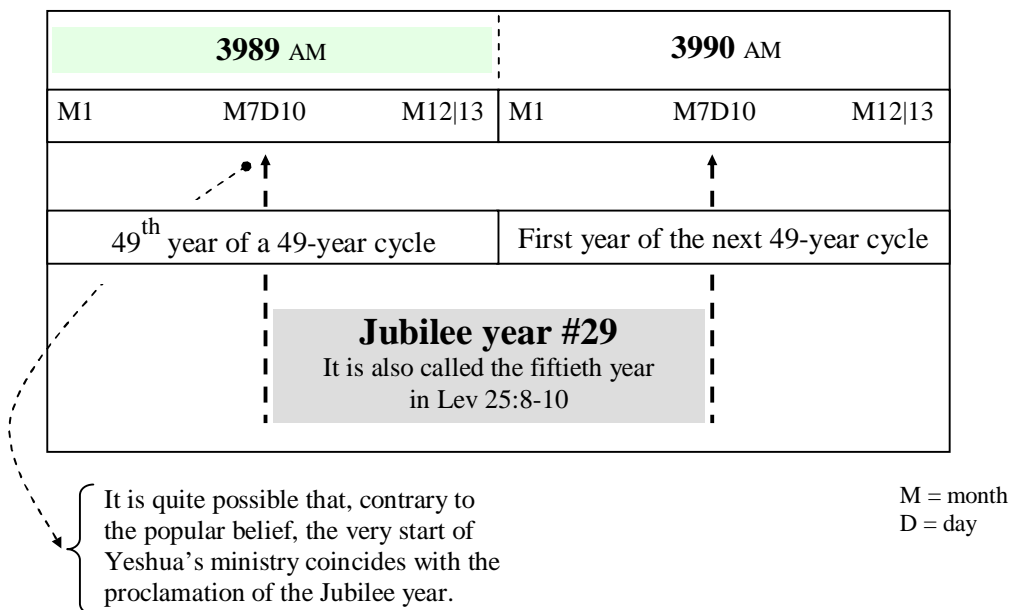 3989 AM 3990 AM
M1 M7D10 M12|13 M1 M7D10 M12|13
49th year of a 49-year cycle First year of the next 49-year cycle
Jubilee year #29
It is also called the fiftieth year
in Lev 25:8-10
It is quite possible that, contrary to
the popular belief, the very start of
Yeshua’s ministry coincides with the
proclamation of the Jubilee year.
M = month
D = day